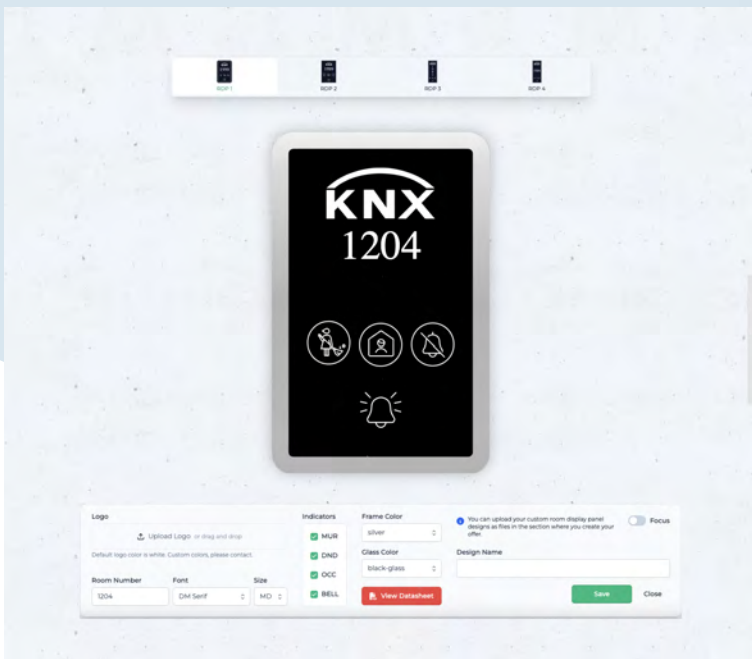 RDP 1
RDP 2
RDP 3
RDP 4
KNX
1204
Logo
Upload Logo or drag and drop
Default logo color is white. Custom colors, please contact.
Room Number
Font
Size
1204
DM Serif
MD
Indicators
MUR
DND
OCC
BELL
Frame Color
silver
Glass Color
black-glass
View Datasheet
You can upload your custom room display panel
designs as files in the section where you create your
offer.
Focus
Design Name
Save
Close